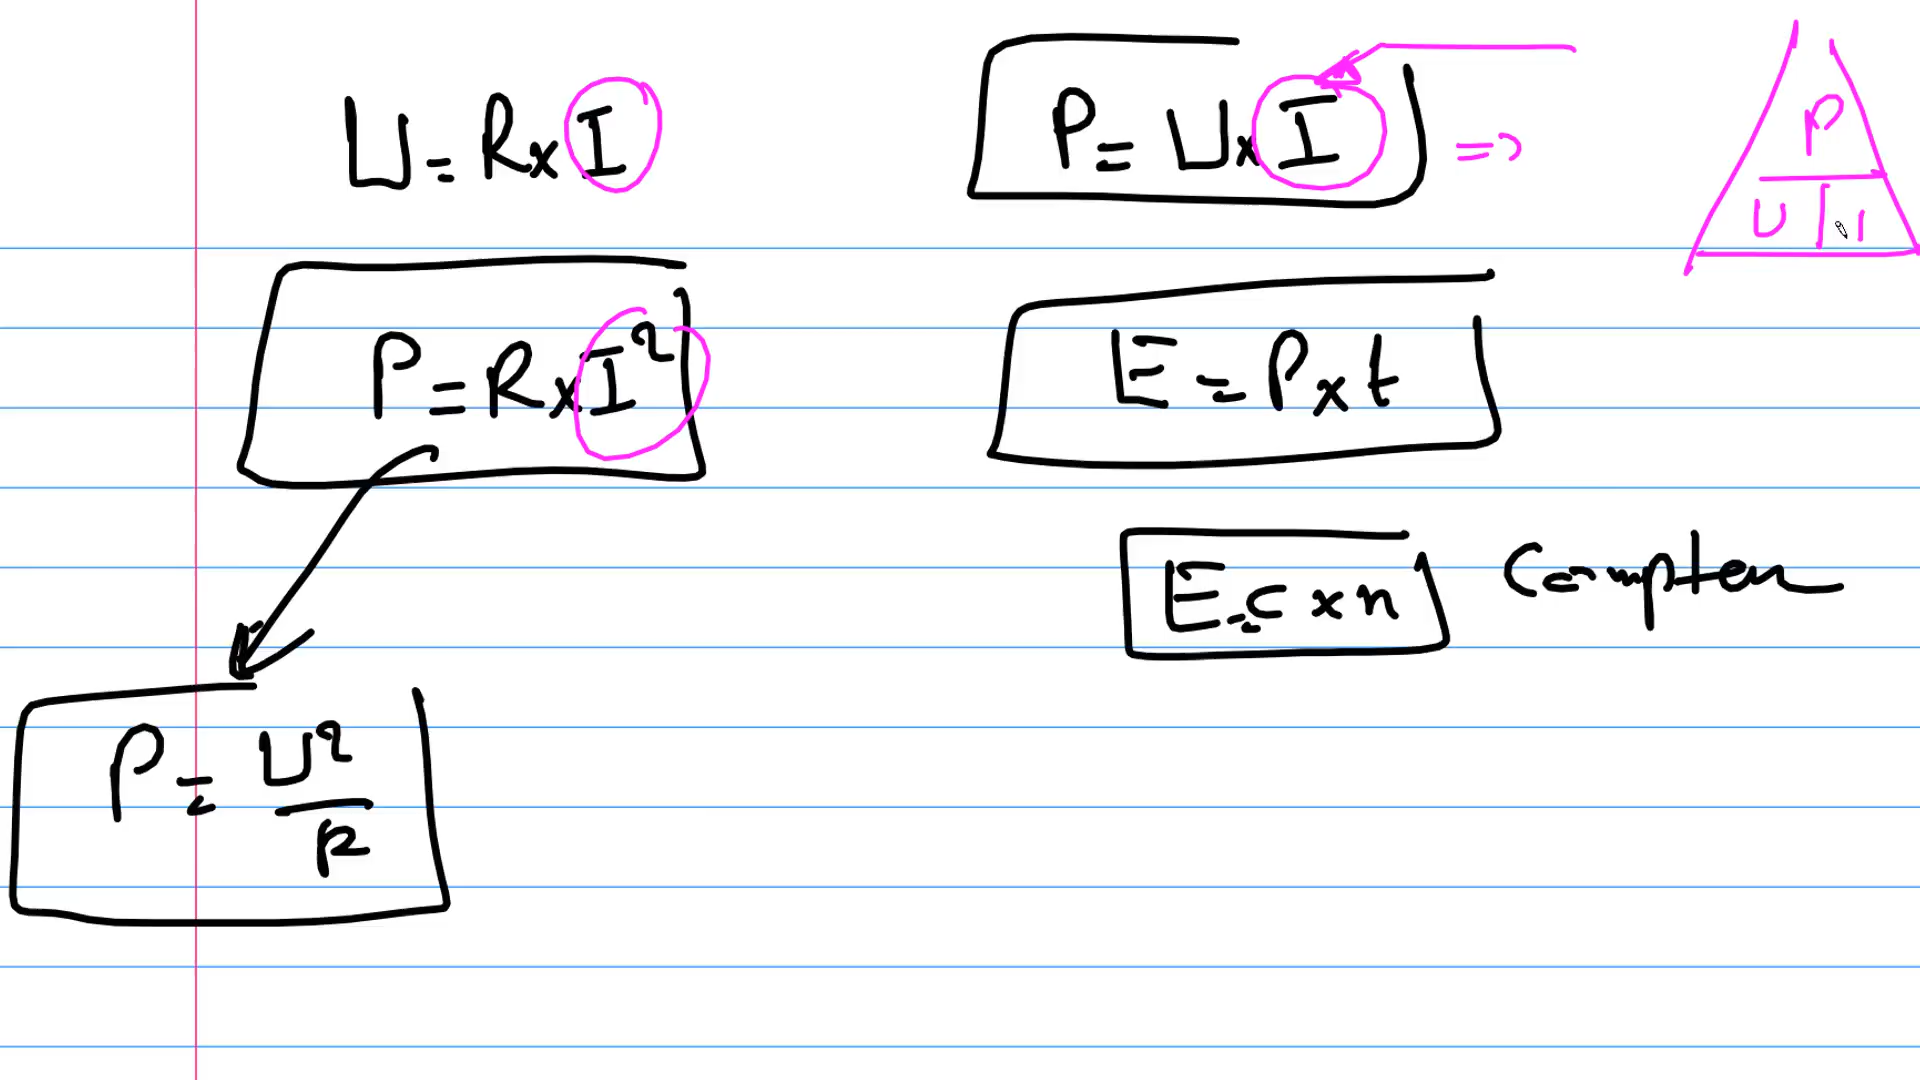 U = R x I
P = U x I =>
P
U | I
P = R x I²
E = P x t
E = C x n
Compteur
P = U²
R